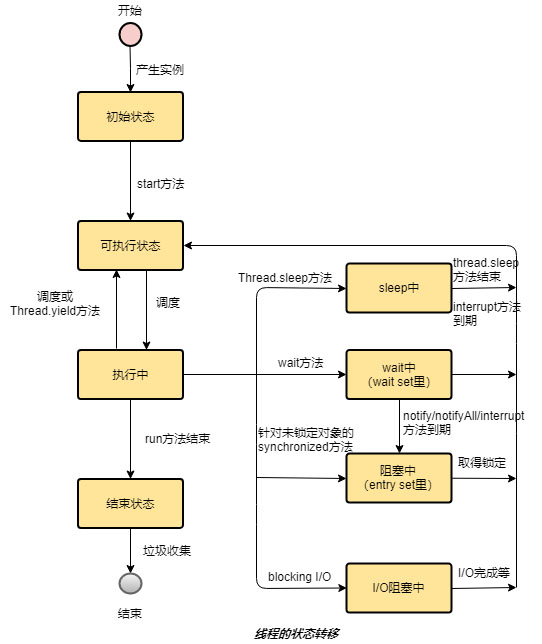 开始
产生实例
初始状态
start方法
可执行状态
调度或
Thread.yield方法
调度
执行中
run方法结束
结束状态
垃圾收集
结束
Thread.sleep方法
sleep中
thread.sleep
方法结束
interrupt方法
到期
wait方法
wait中
（wait set里）
notify/notifyAll/interrupt
方法到期
针对未锁定对象的
synchronized方法
阻塞中
（entry set里）
取得锁定
blocking I/O
I/O阻塞中
I/O完成等
线程的状态转移